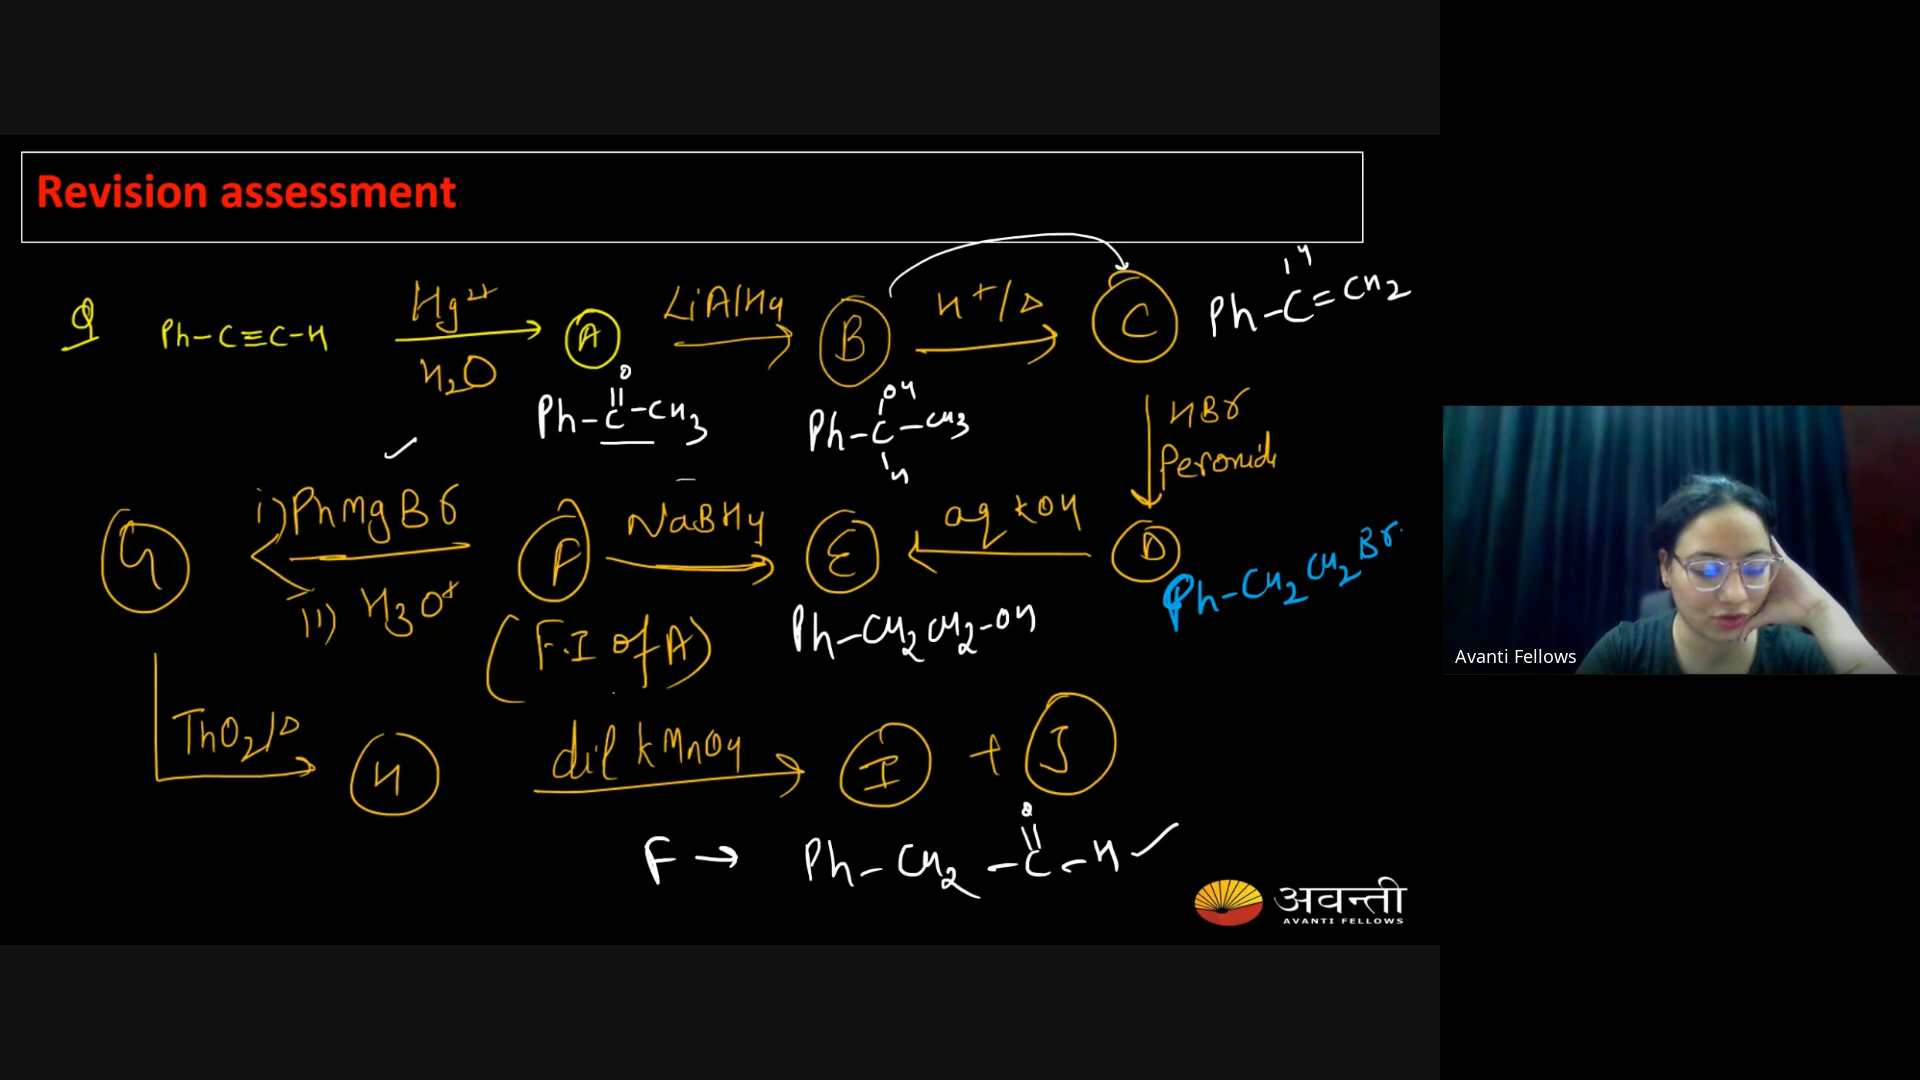 Revision assessment
Q Ph-C≡C-H Hg2+ H2O A LiAlH4 B H+/Δ C Ph-C=CH2
H
O
Ph-C-CH3
OH
Ph-C-CH3
H
HBr
Peroxide
G i) PhMgBr F NaBH4 E aq KOH D
ii) H3O+
(F.I of A)
Ph-CH2CH2-OH
Ph-CH2CH2Br
ThO2/Δ H dil KMnO4 I + J
O
F → Ph-CH2-C-H
अवन्ती
AVANTI FELLOWS
Avanti Fellows